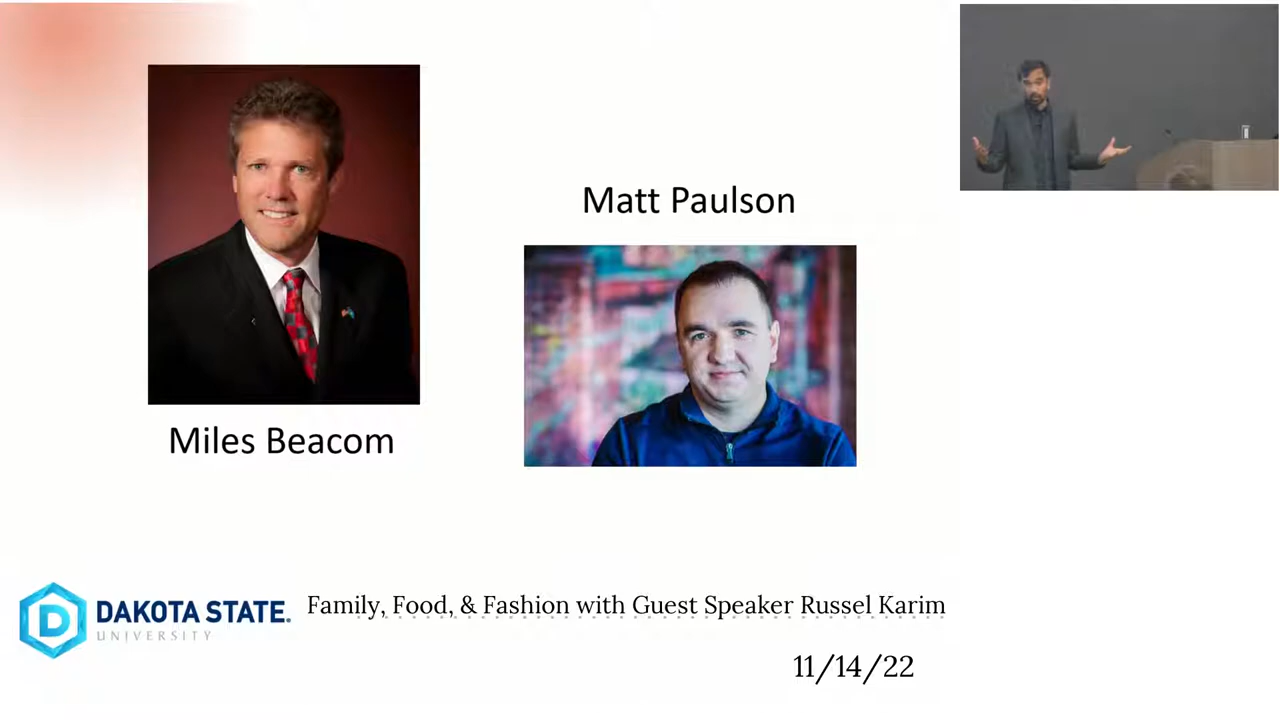 Matt Paulson
Miles Beacom
DAKOTA STATE.
UNIVERSITY
Family, Food, & Fashion with Guest Speaker Russel Karim
11/14/22